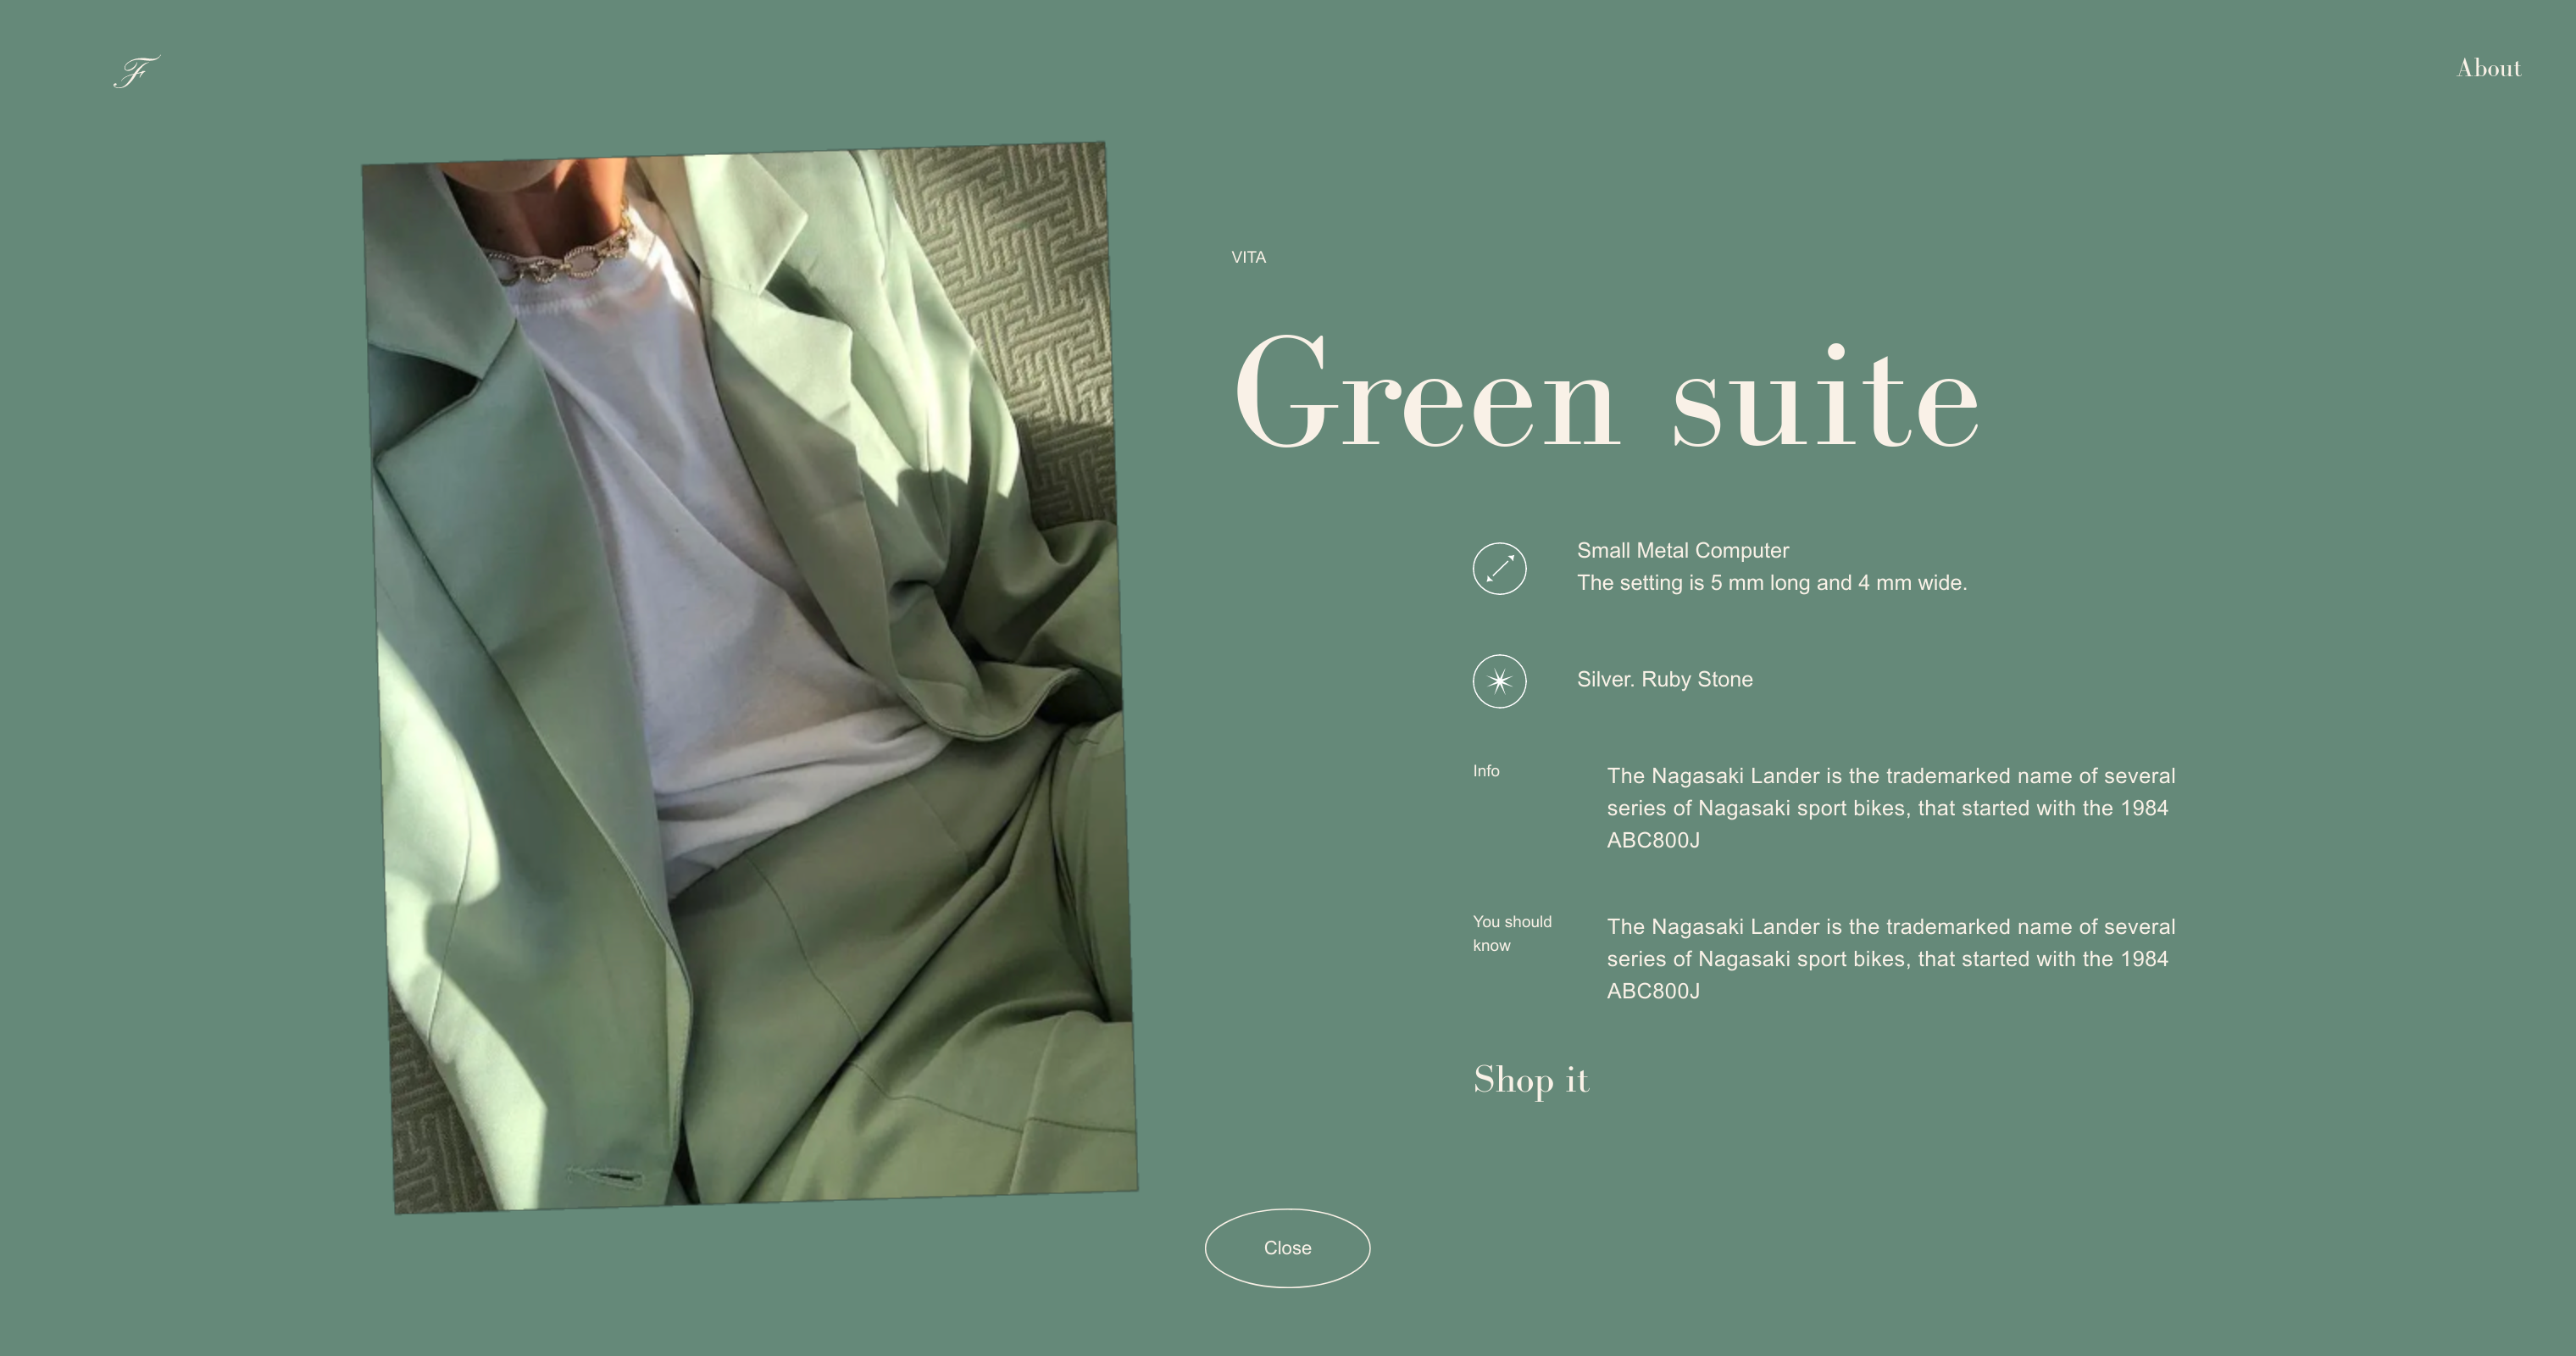 F
About
VITA
Green suite
Small Metal Computer
The setting is 5 mm long and 4 mm wide.
Silver. Ruby Stone
Info
The Nagasaki Lander is the trademarked name of several
series of Nagasaki sport bikes, that started with the 1984
ABC800J
You should
know
The Nagasaki Lander is the trademarked name of several
series of Nagasaki sport bikes, that started with the 1984
ABC800J
Shop it
Close